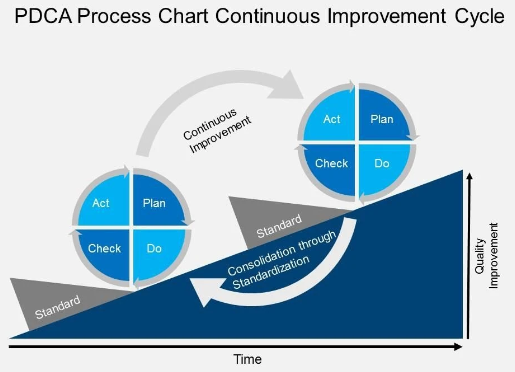 PDCA Process Chart Continuous Improvement Cycle
Continuous
Improvement
Act
Plan
Check
Do
Act
Plan
Check
Do
Standard
Standard
Consolidation through
Standardization
Quality
Improvement
Time